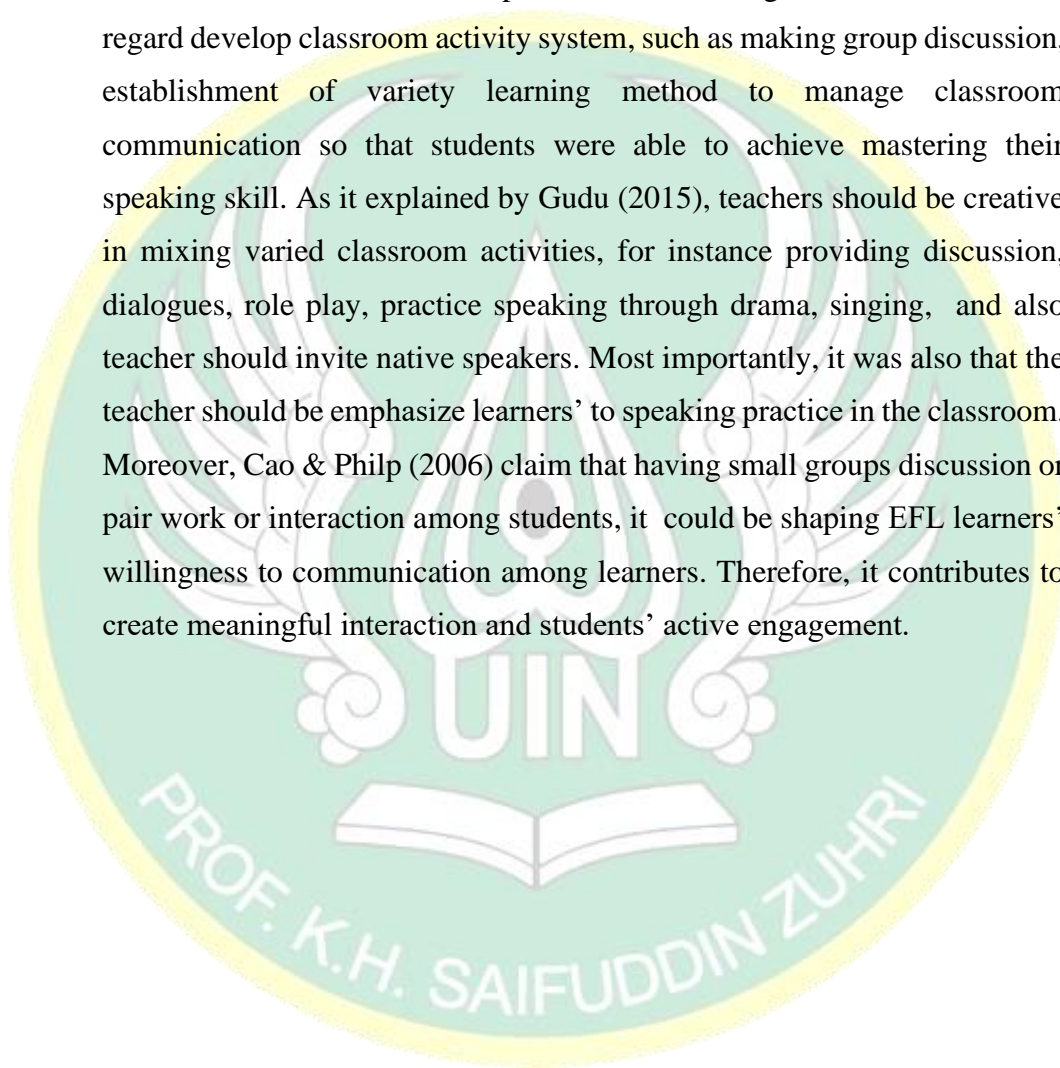 regard develop classroom activity system, such as making group discussion,
establishment of variety learning method to manage classroom
communication so that students were able to achieve mastering their
speaking skill. As it explained by Gudu (2015), teachers should be creative
in mixing varied classroom activities, for instance providing discussion,
dialogues, role play, practice speaking through drama, singing, and also
teacher should invite native speakers. Most importantly, it was also that the
teacher should be emphasize learners’ to speaking practice in the classroom.
Moreover, Cao & Philp (2006) claim that having small groups discussion or
pair work or interaction among students, it could be shaping EFL learners’
willingness to communication among learners. Therefore, it contributes to
create meaningful interaction and students’ active engagement.
UIN
PROF. K.H. SAIFUDDIN ZUHRI